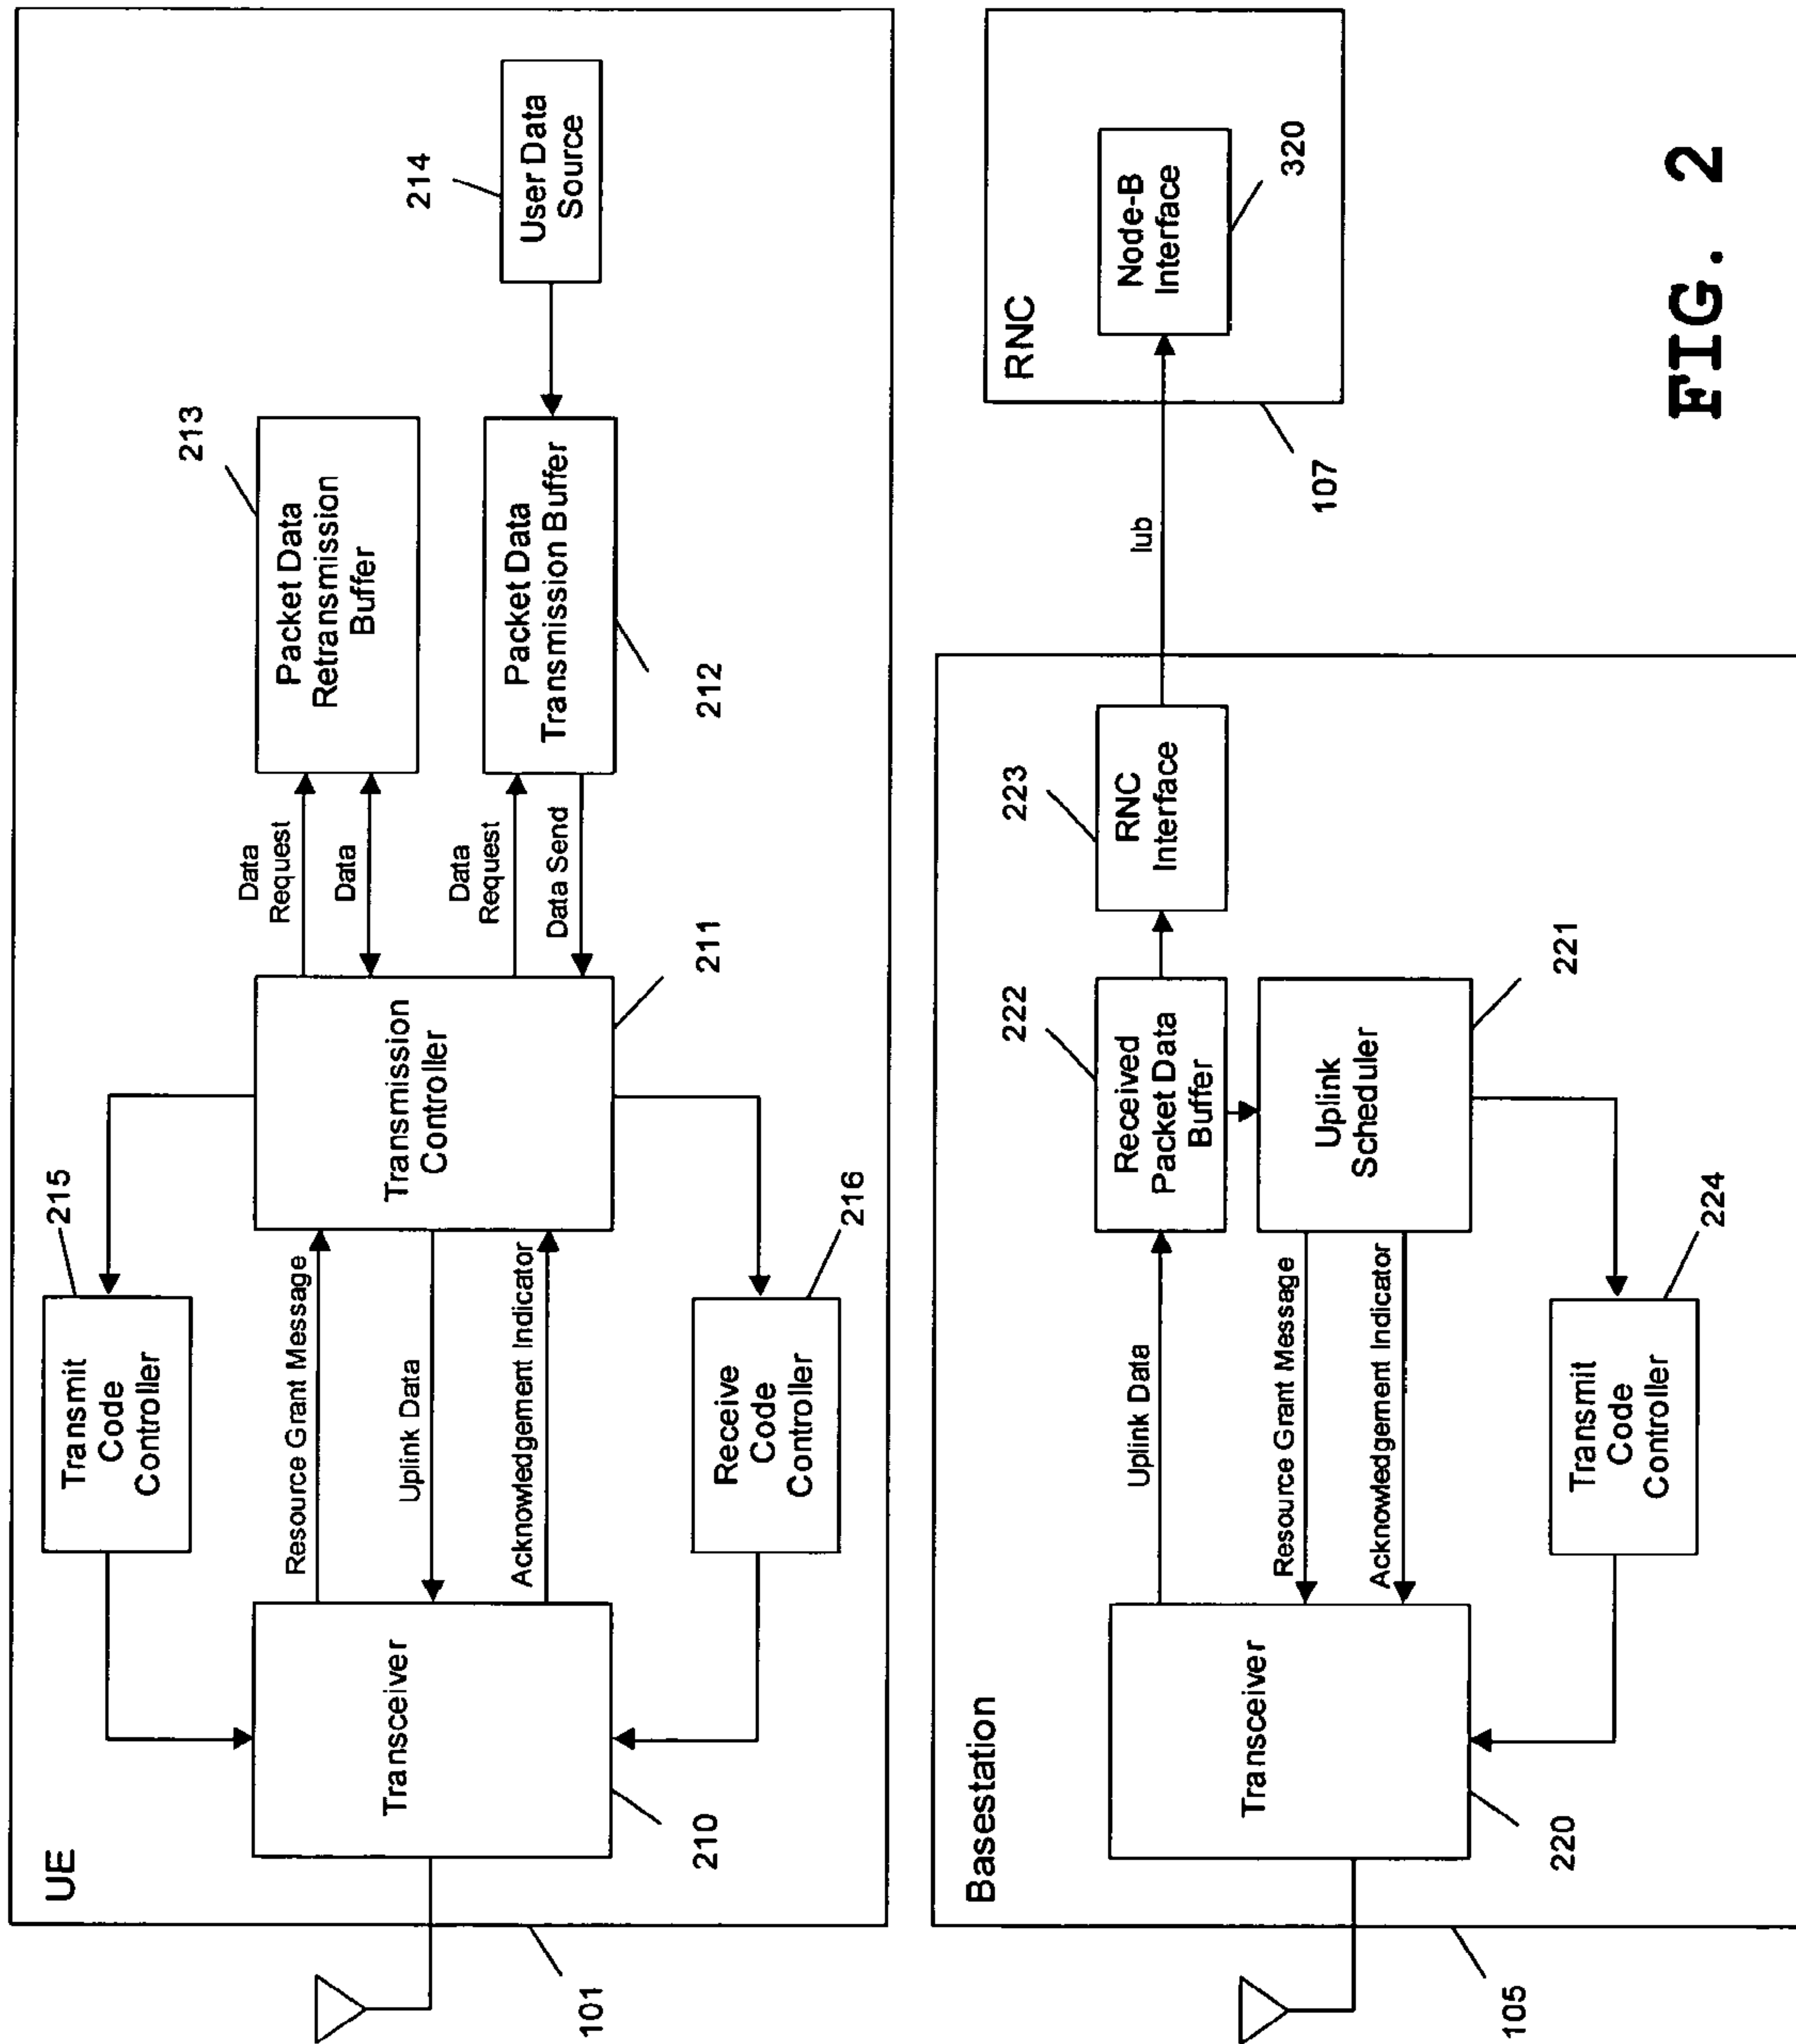 UE
101
Transceiver
210
Transmit
Code
Controller
215
Resource Grant Message
Uplink Data
Acknowledgement Indicator
Receive
Code
Controller
216
Transmission
Controller
211
Data
Request
Data
Data
Request
Data Send
Packet Data
Retransmission
Buffer
213
Packet Data
Transmission Buffer
212
User Data
Source
214
Basestation
105
Transceiver
220
Uplink Data
Resource Grant Message
Acknowledgement Indicator
Transmit
Code
Controller
224
Received
Packet Data
Buffer
222
Uplink
Scheduler
221
RNC
Interface
223
Iub
RNC
107
Node-B
Interface
320
FIG. 2